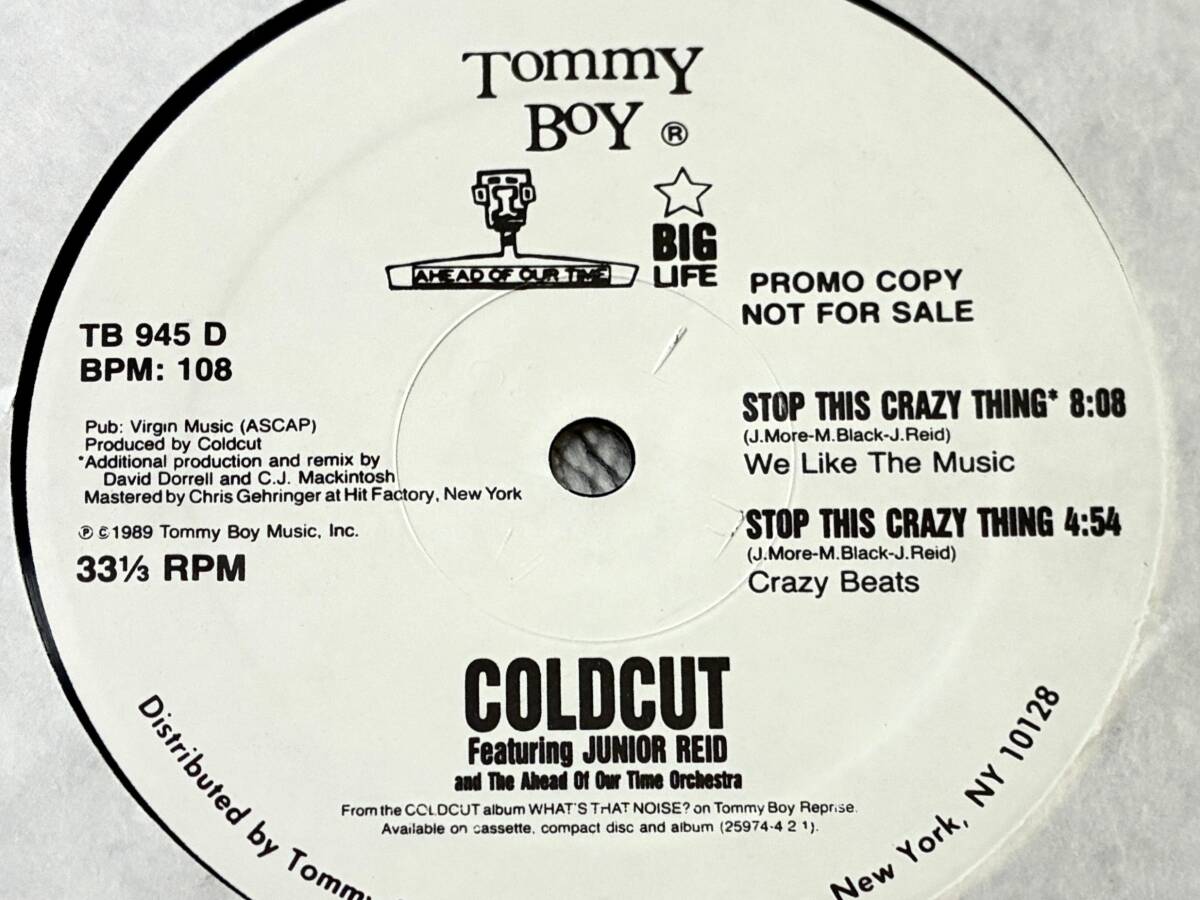 TOMMY
BOY ®
AHEAD OF OUR TIME
BIG
LIFE
PROMO COPY
NOT FOR SALE
TB 945 D
BPM: 108
Pub: Virgin Music (ASCAP)
Produced by Coldcut
*Additional production and remix by
David Dorrell and C.J. Mackintosh
Mastered by Chris Gehringer at Hit Factory, New York
℗ © 1989 Tommy Boy Music, Inc.
33⅓ RPM
STOP THIS CRAZY THING* 8:08
(J.More-M.Black-J.Reid)
We Like The Music
STOP THIS CRAZY THING 4:54
(J.More-M.Black-J.Reid)
Crazy Beats
COLDCUT
Featuring JUNIOR REID
and The Ahead Of Our Time Orchestra
From the COLDCUT album WHAT'S THAT NOISE? on Tommy Boy Reprise.
Available on cassette, compact disc and album (25974-4 2 1).
Distributed by Tommy
New York, NY 10128